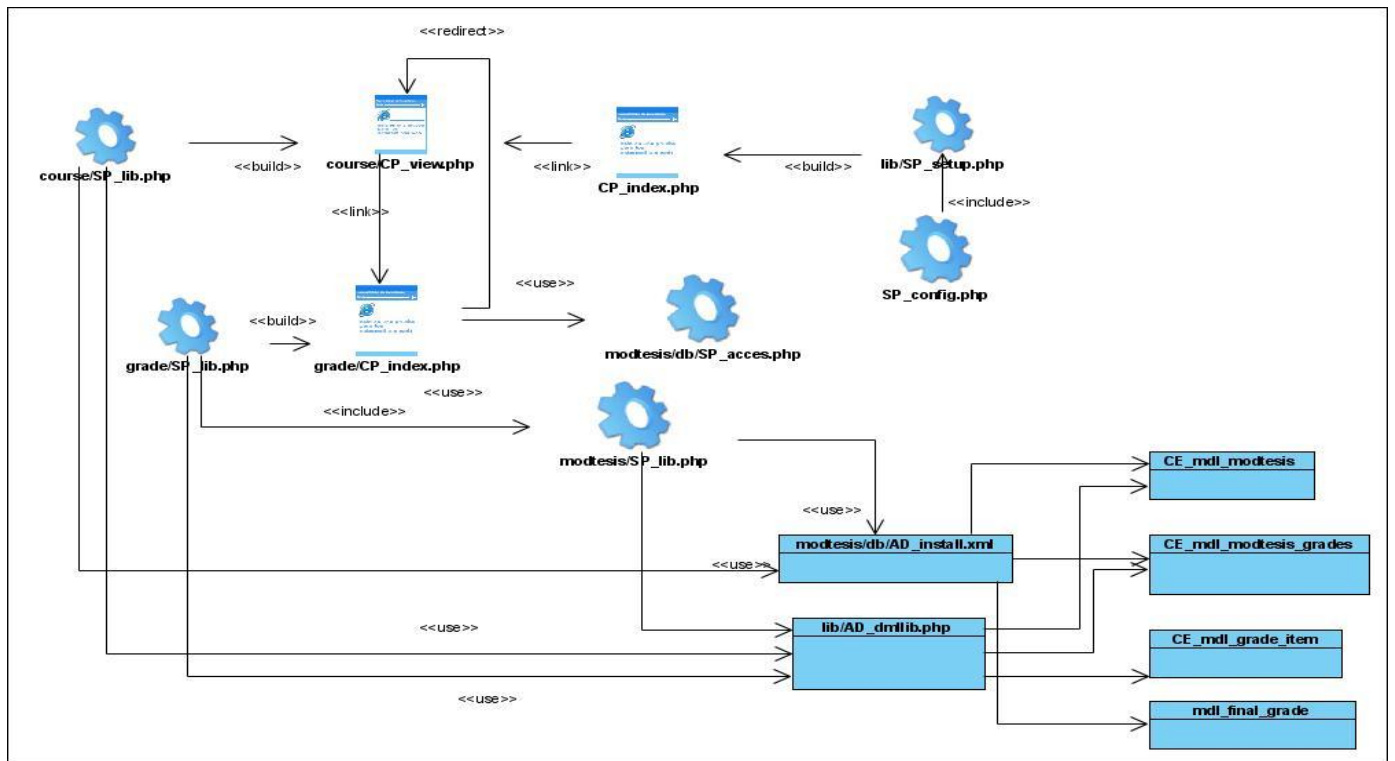 <<redirect>>
course/SP_lib.php
<<build>>
course/CP_view.php
<<link>>
CP_index.php
<<build>>
lib/SP_setup.php
<<link>>
<<include>>
SP_config.php
<<use>>
<<build>>
grade/SP_lib.php
grade/CP_index.php
modtesis/db/SP_acces.php
<<use>>
<<include>>
modtesis/SP_lib.php
CE_mdl_modtesis
<<use>>
modtesis/db/AD_install.xml
CE_mdl_modtesis_grades
<<use>>
<<use>>
lib/AD_dmllib.php
CE_mdl_grade_item
<<use>>
mdl_final_grade